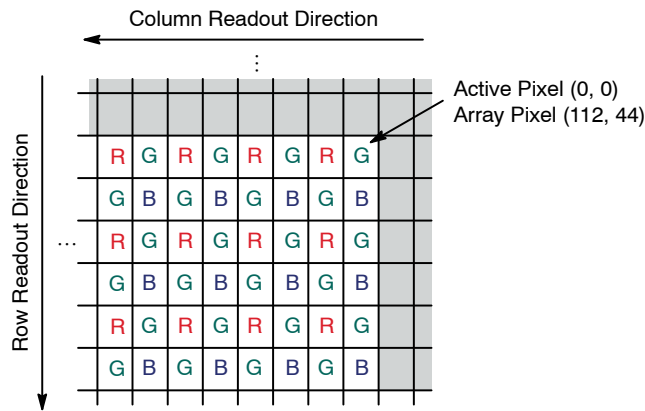 Column Readout Direction
...
Active Pixel (0, 0)
Array Pixel (112, 44)
Row Readout Direction
R G R G R G R G
G B G B G B G B
... R G R G R G R G
G B G B G B G B
R G R G R G R G
G B G B G B G B